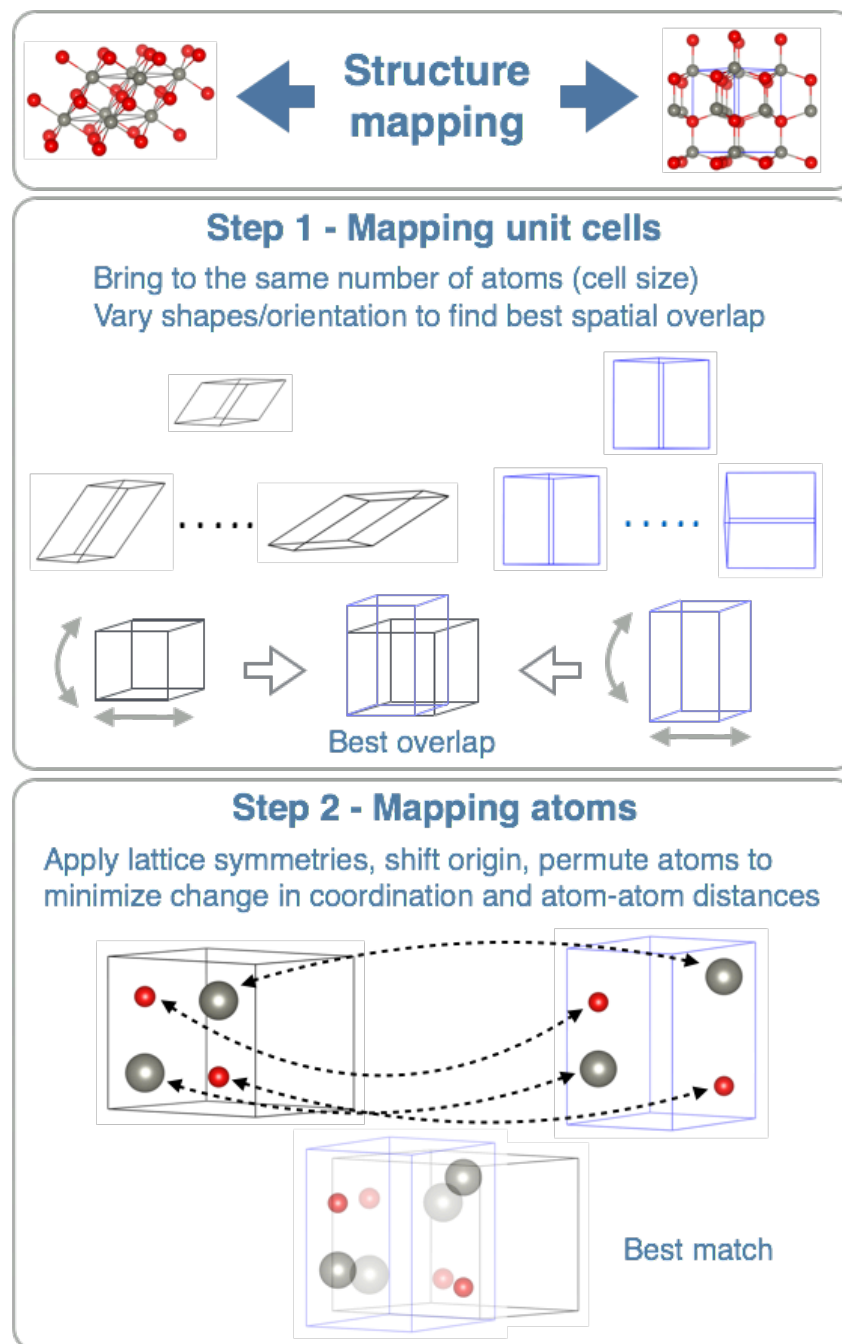 Structure
mapping
Step 1 - Mapping unit cells
Bring to the same number of atoms (cell size)
Vary shapes/orientation to find best spatial overlap
Best overlap
Step 2 - Mapping atoms
Apply lattice symmetries, shift origin, permute atoms to
minimize change in coordination and atom-atom distances
Best match